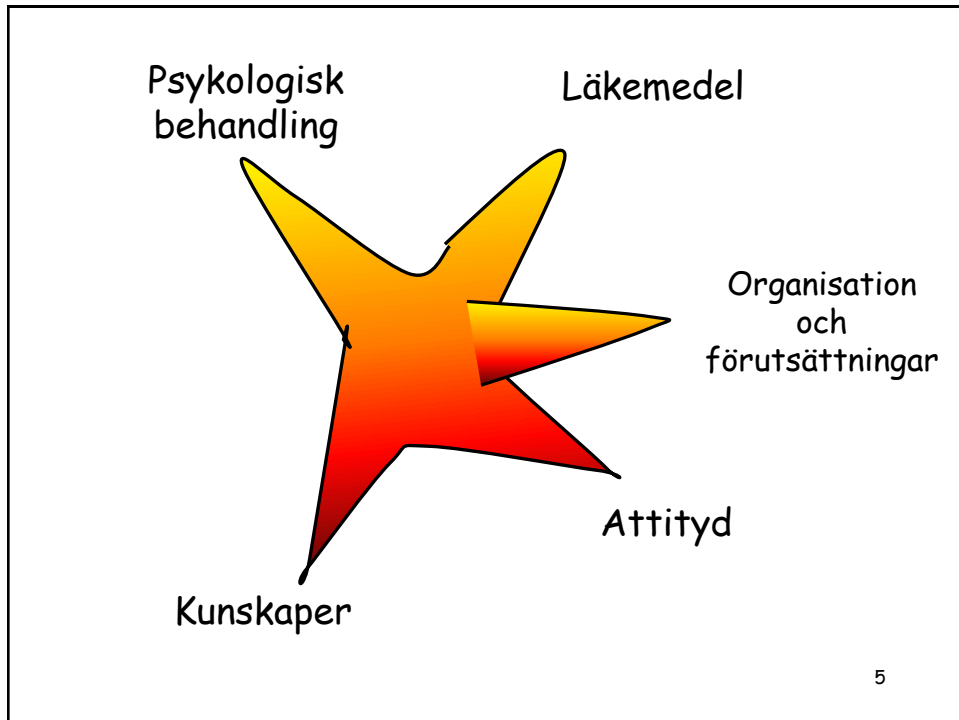 Psykologisk
behandling
Läkemedel
Organisation
och
förutsättningar
Attityd
Kunskaper
5